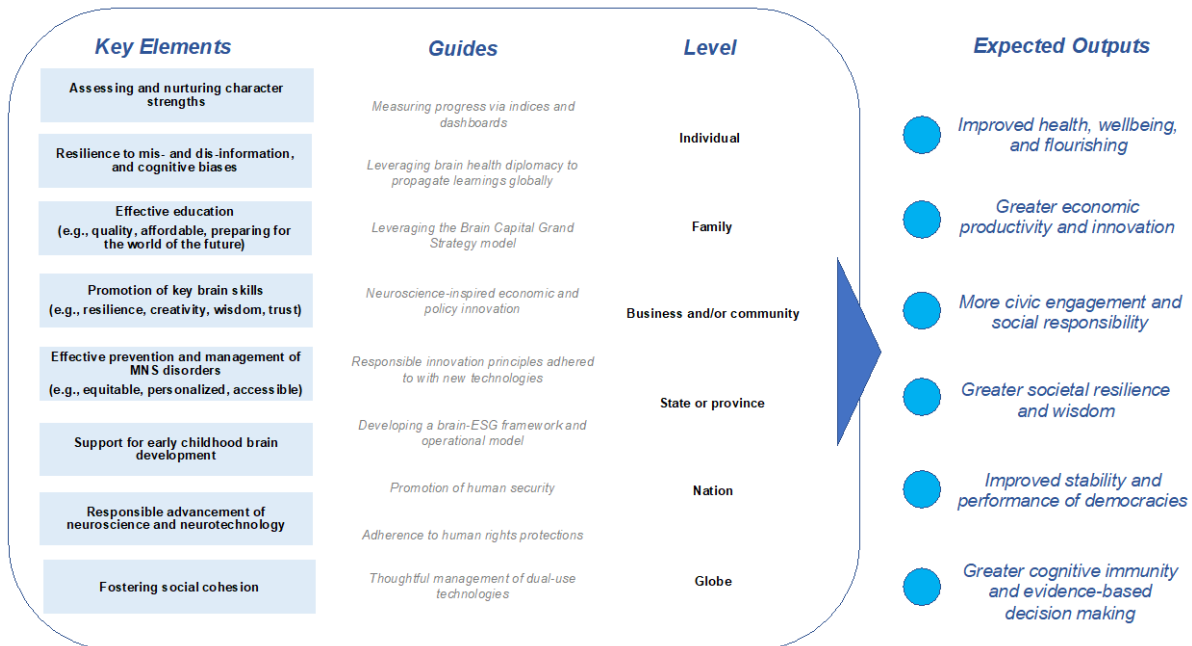 Key Elements
Assessing and nurturing character
strengths
Resilience to mis- and dis-information,
and cognitive biases
Effective education
(e.g., quality, affordable, preparing for
the world of the future)
Promotion of key brain skills
(e.g., resilience, creativity, wisdom, trust)
Effective prevention and management of
MNS disorders
(e.g., equitable, personalized, accessible)
Support for early childhood brain
development
Responsible advancement of
neuroscience and neurotechnology
Fostering social cohesion
Guides
Measuring progress via indices and
dashboards
Leveraging brain health diplomacy to
propagate learnings globally
Leveraging the Brain Capital Grand
Strategy model
Neuroscience-inspired economic and
policy innovation
Responsible innovation principles adhered
to with new technologies
Developing a brain-ESG framework and
operational model
Promotion of human security
Adherence to human rights protections
Thoughtful management of dual-use
technologies
Level
Individual
Family
Business and/or community
State or province
Nation
Globe
Expected Outputs
Improved health, wellbeing,
and flourishing
Greater economic
productivity and innovation
More civic engagement and
social responsibility
Greater societal resilience
and wisdom
Improved stability and
performance of democracies
Greater cognitive immunity
and evidence-based
decision making